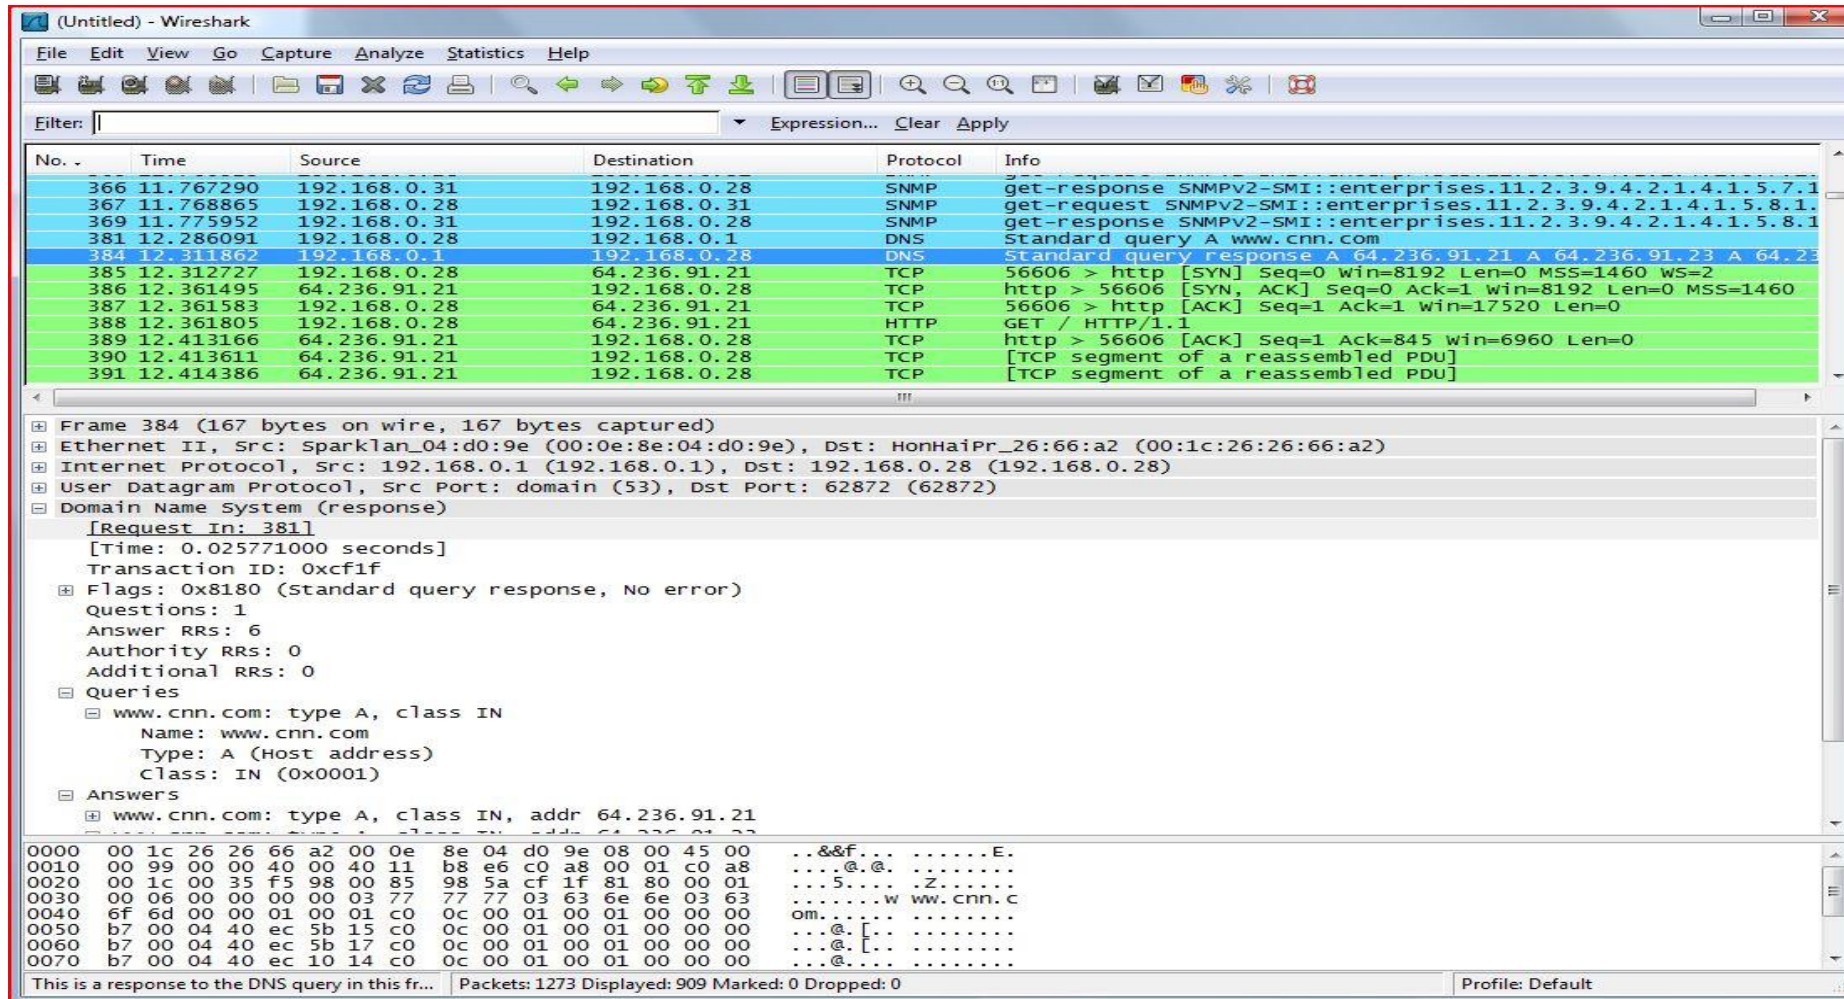 (Untitled) - Wireshark
File Edit View Go Capture Analyze Statistics Help
Filter: Expression... Clear Apply
No. Time Source Destination Protocol Info
366 11.767290 192.168.0.31 192.168.0.28 SNMP get-response SNMPv2-SMI::enterprises.11.2.3.9.4.2.1.4.1.5.7.1
367 11.768865 192.168.0.28 192.168.0.31 SNMP get-request SNMPv2-SMI::enterprises.11.2.3.9.4.2.1.4.1.5.8.1.
369 11.775952 192.168.0.31 192.168.0.28 SNMP get-response SNMPv2-SMI::enterprises.11.2.3.9.4.2.1.4.1.5.8.1
381 12.286091 192.168.0.28 192.168.0.1 DNS Standard query A www.cnn.com
384 12.311862 192.168.0.1 192.168.0.28 DNS Standard query response A 64.236.91.21 A 64.236.91.23 A 64.23
385 12.312727 192.168.0.28 64.236.91.21 TCP 56606 > http [SYN] Seq=0 Win=8192 Len=0 MSS=1460 WS=2
386 12.361495 64.236.91.21 192.168.0.28 TCP http > 56606 [SYN, ACK] Seq=0 Ack=1 Win=8192 Len=0 MSS=1460
387 12.361583 192.168.0.28 64.236.91.21 TCP 56606 > http [ACK] Seq=1 Ack=1 Win=17520 Len=0
388 12.361805 192.168.0.28 64.236.91.21 HTTP GET / HTTP/1.1
389 12.413166 64.236.91.21 192.168.0.28 TCP http > 56606 [ACK] Seq=1 Ack=845 Win=6960 Len=0
390 12.413611 64.236.91.21 192.168.0.28 TCP [TCP segment of a reassembled PDU]
391 12.414386 64.236.91.21 192.168.0.28 TCP [TCP segment of a reassembled PDU]
Frame 384 (167 bytes on wire, 167 bytes captured)
Ethernet II, Src: Sparklan_04:d0:9e (00:0e:8e:04:d0:9e), Dst: HonHaiPr_26:66:a2 (00:1c:26:26:66:a2)
Internet Protocol, Src: 192.168.0.1 (192.168.0.1), Dst: 192.168.0.28 (192.168.0.28)
User Datagram Protocol, Src Port: domain (53), Dst Port: 62872 (62872)
Domain Name System (response)
[Request In: 381]
[Time: 0.025771000 seconds]
Transaction ID: 0xcf1f
Flags: 0x8180 (Standard query response, No error)
Questions: 1
Answer RRs: 6
Authority RRs: 0
Additional RRs: 0
Queries
www.cnn.com: type A, class IN
Name: www.cnn.com
Type: A (Host address)
Class: IN (0x0001)
Answers
www.cnn.com: type A, class IN, addr 64.236.91.21
0000 00 1c 26 26 66 a2 00 0e 8e 04 d0 9e 08 00 45 00 ..&&f... ......E.
0010 00 99 00 00 40 00 40 11 b8 e6 c0 a8 00 01 c0 a8 ....@.@. ........
0020 00 1c 00 35 f5 98 00 85 98 5a cf 1f 81 80 00 01 ...5.... .Z......
0030 00 06 00 00 00 00 03 77 77 77 03 63 6e 6e 03 63 .......w ww.cnn.c
0040 6f 6d 00 00 01 00 01 c0 0c 00 01 00 01 00 00 00 om...... ........
0050 b7 00 04 40 ec 5b 15 c0 0c 00 01 00 01 00 00 00 ...@.[.. ........
0060 b7 00 04 40 ec 5b 17 c0 0c 00 01 00 01 00 00 00 ...@.[.. ........
0070 b7 00 04 40 ec 10 14 c0 0c 00 01 00 01 00 00 00 ...@.... ........
This is a response to the DNS query in this fr... Packets: 1273 Displayed: 909 Marked: 0 Dropped: 0 Profile: Default